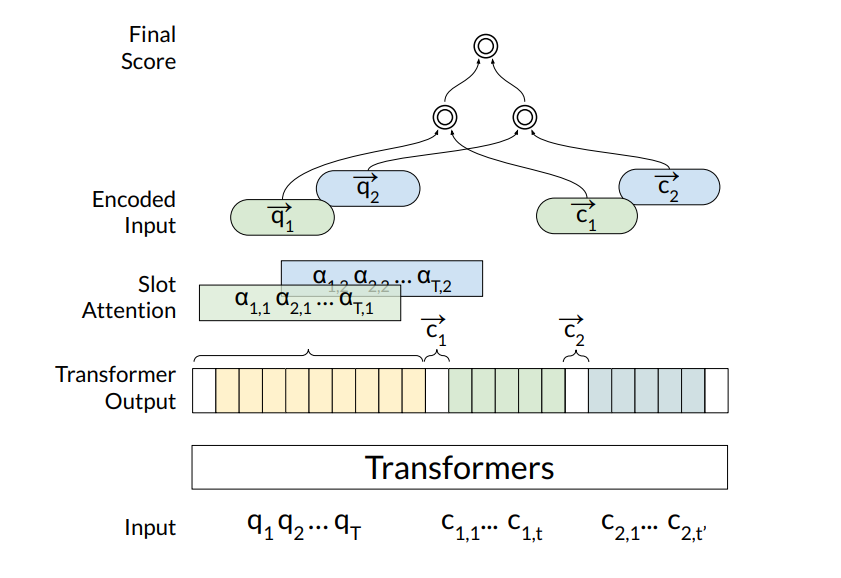 Final
Score
q⃗1 q⃗2 c⃗1 c⃗2
Encoded
Input
Slot
Attention
α1,2 α2,2 … αT,2
α1,1 α2,1 … αT,1
c⃗1 c⃗2
Transformer
Output
Transformers
Input
q1 q2 … qT c1,1… c1,t c2,1… c2,t′